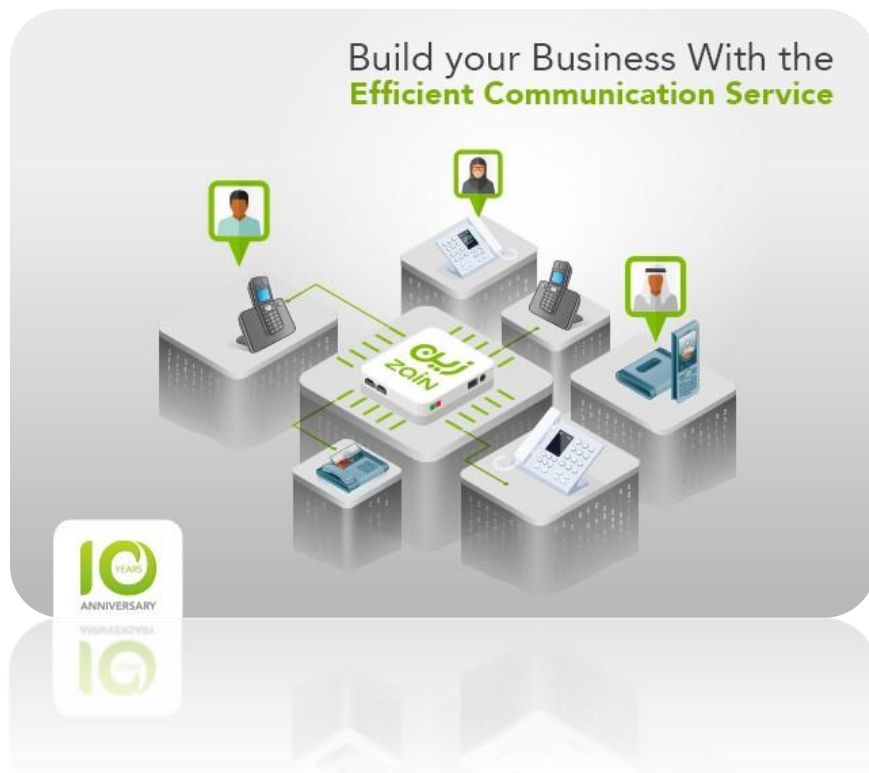 Build your Business With the
Efficient Communication Service
زين
zain
10
YEARS
ANNIVERSARY